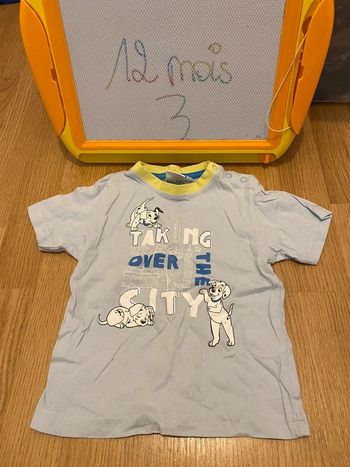 12 mois
3
TAKING
OVER THE
CITY